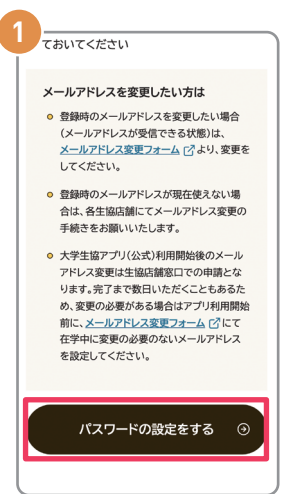 1
ておいてください
メールアドレスを変更したい方は
登録時のメールアドレスを変更したい場合
(メールアドレスが受信できる状態)は、
メールアドレス変更フォーム より、変更を
してください。
登録時のメールアドレスが現在使えない場
合は、各生協店舗にてメールアドレス変更の
手続きをお願いいたします。
大学生協アプリ(公式)利用開始後のメール
アドレス変更は生協店舗窓口での申請とな
ります。完了まで数日いただくこともあるた
め、変更の必要がある場合はアプリ利用開始
前に、メールアドレス変更フォーム にて
在学中に変更の必要のないメールアドレス
を設定してください。
パスワードの設定をする